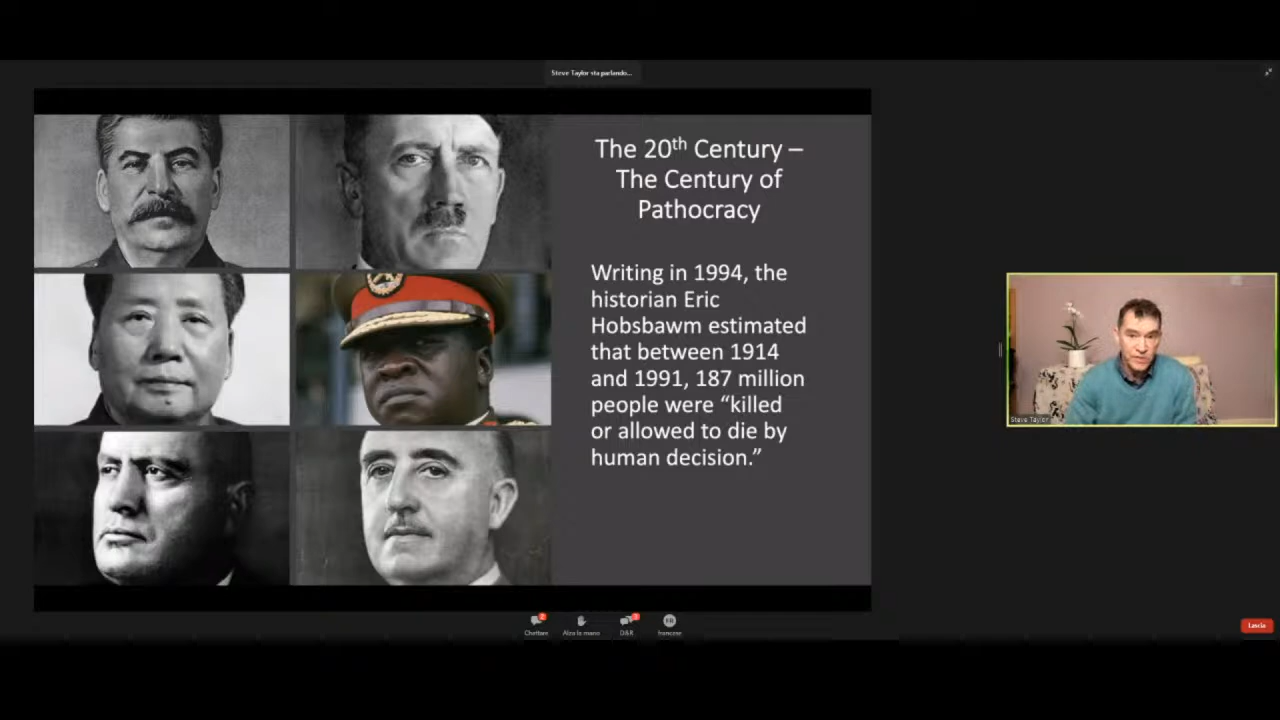 Steve Taylor sta parlando...
The 20th Century –
The Century of
Pathocracy
Writing in 1994, the
historian Eric
Hobsbawm estimated
that between 1914
and 1991, 187 million
people were “killed
or allowed to die by
human decision.”
Steve Taylor
Chettare
Alza la mano
D&R
francese
Lascia